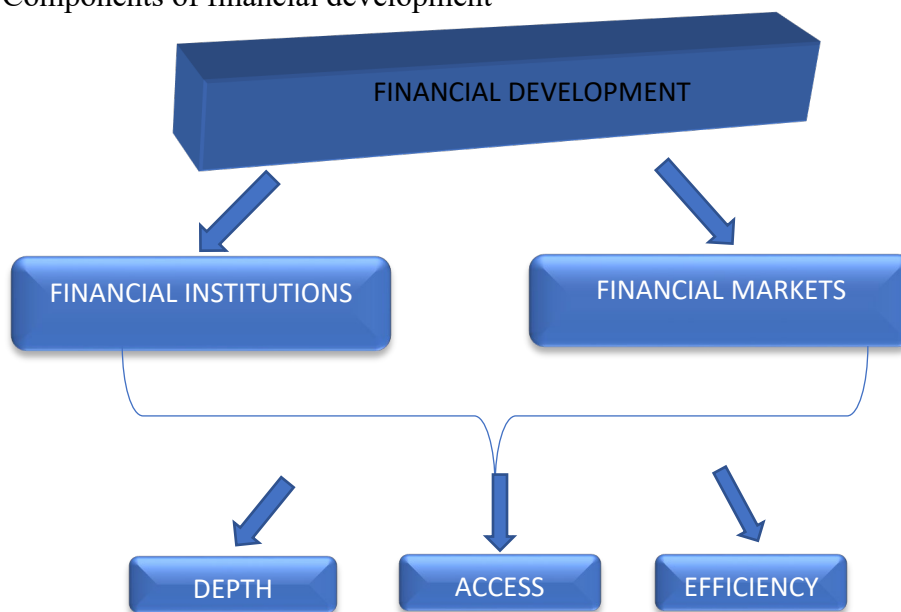 Components of financial development
FINANCIAL DEVELOPMENT
FINANCIAL INSTITUTIONS
FINANCIAL MARKETS
DEPTH
ACCESS
EFFICIENCY